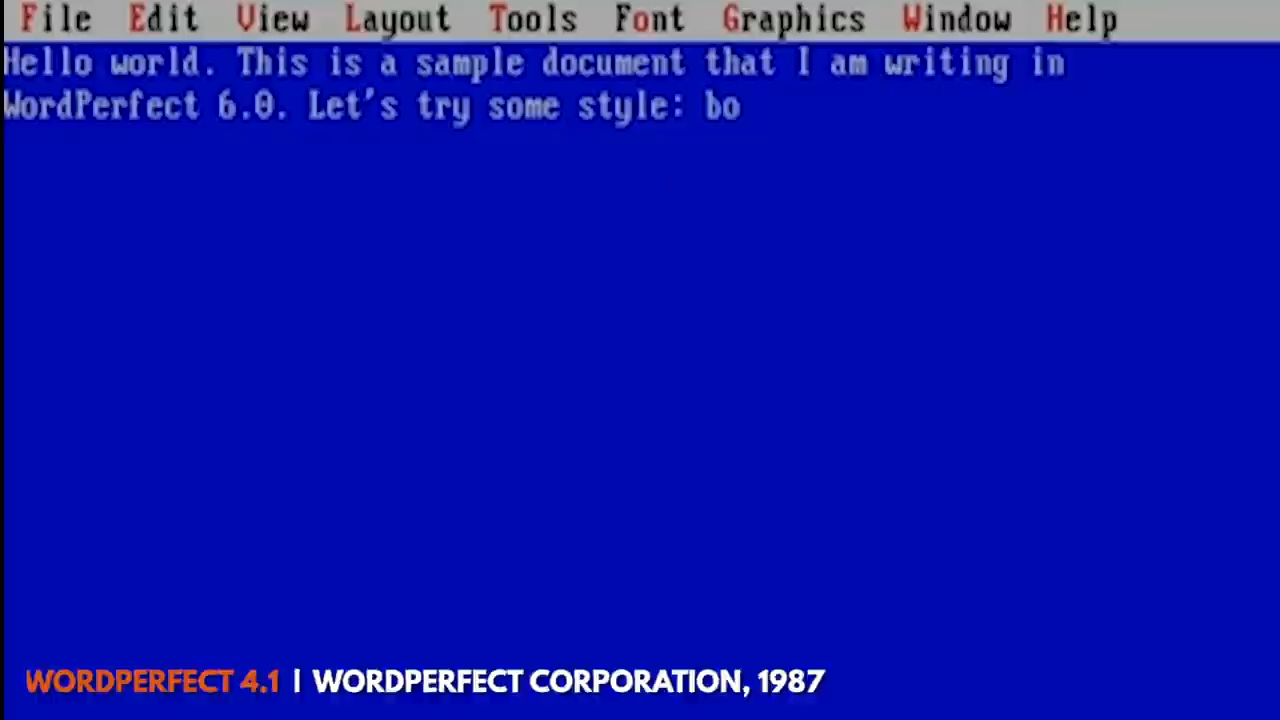 File Edit View Layout Tools Font Graphics Window Help
Hello world. This is a sample document that I am writing in
WordPerfect 6.0. Let's try some style: bo
WORDPERFECT 4.1 | WORDPERFECT CORPORATION, 1987